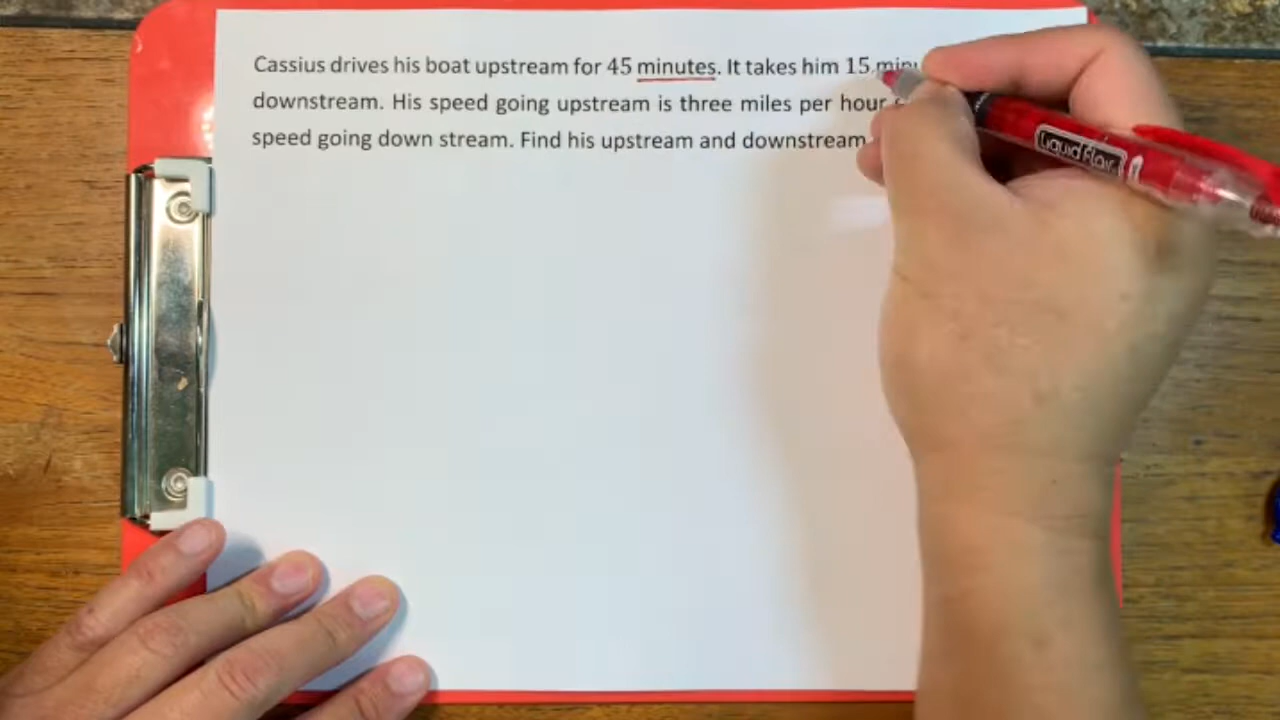 Cassius drives his boat upstream for 45 minutes. It takes him 15
downstream. His speed going upstream is three miles per hour
speed going down stream. Find his upstream and downstream
Liquid Flair